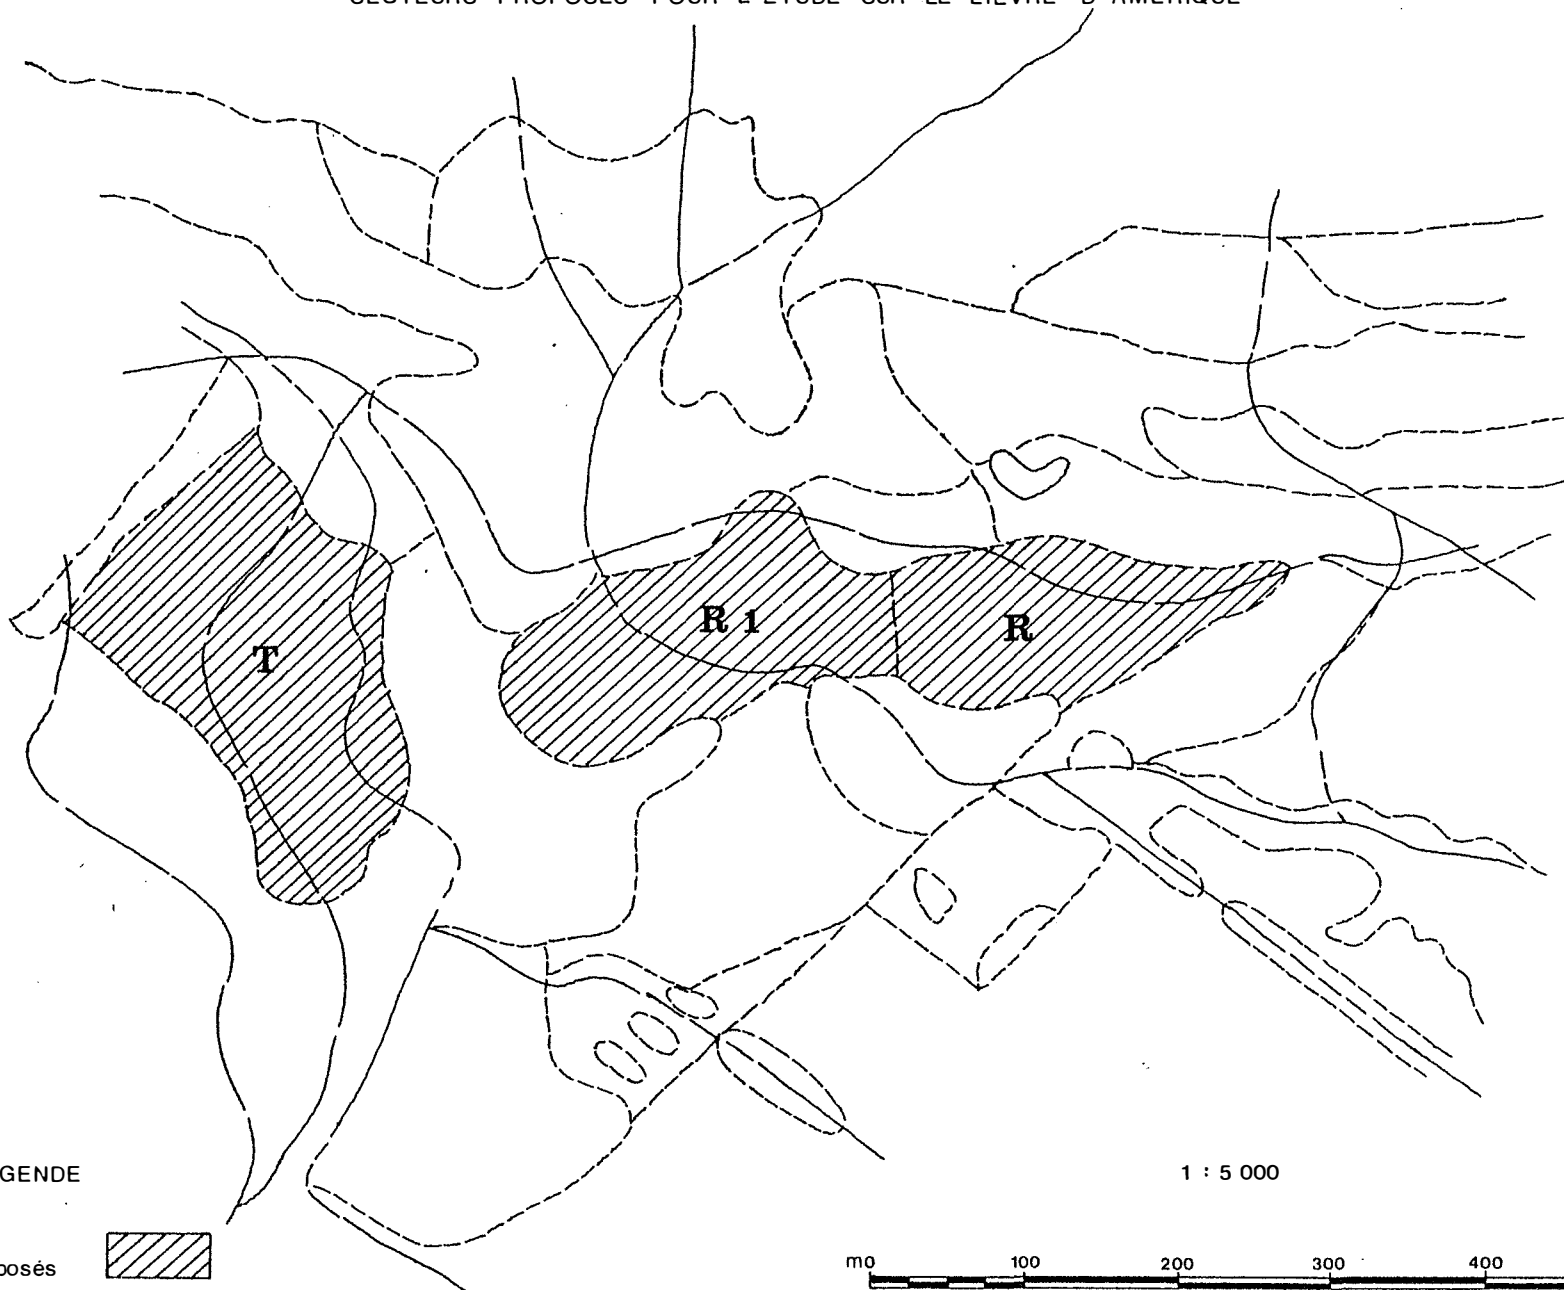 SECTEURS PROPOSÉS POUR L'ÉTUDE SUR LE LIÈVRE D'AMÉRIQUE
R 1
R
T
GENDE
1 : 5 000
posés
m0 100 200 300 400